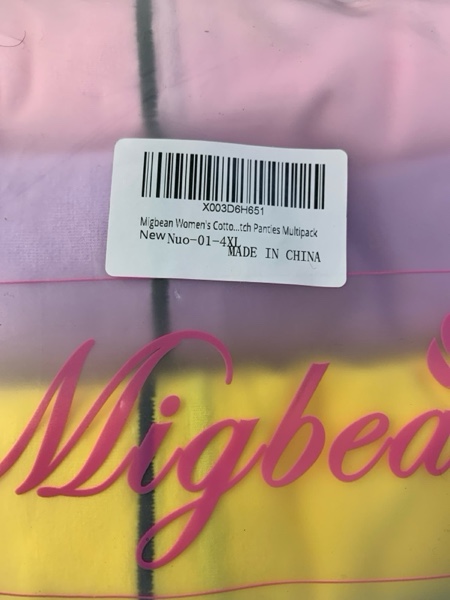 X003D6H651
Migbean Women's Cotto...tch Panties Multipack
New Nuo-01-4XL
MADE IN CHINA
Migbea